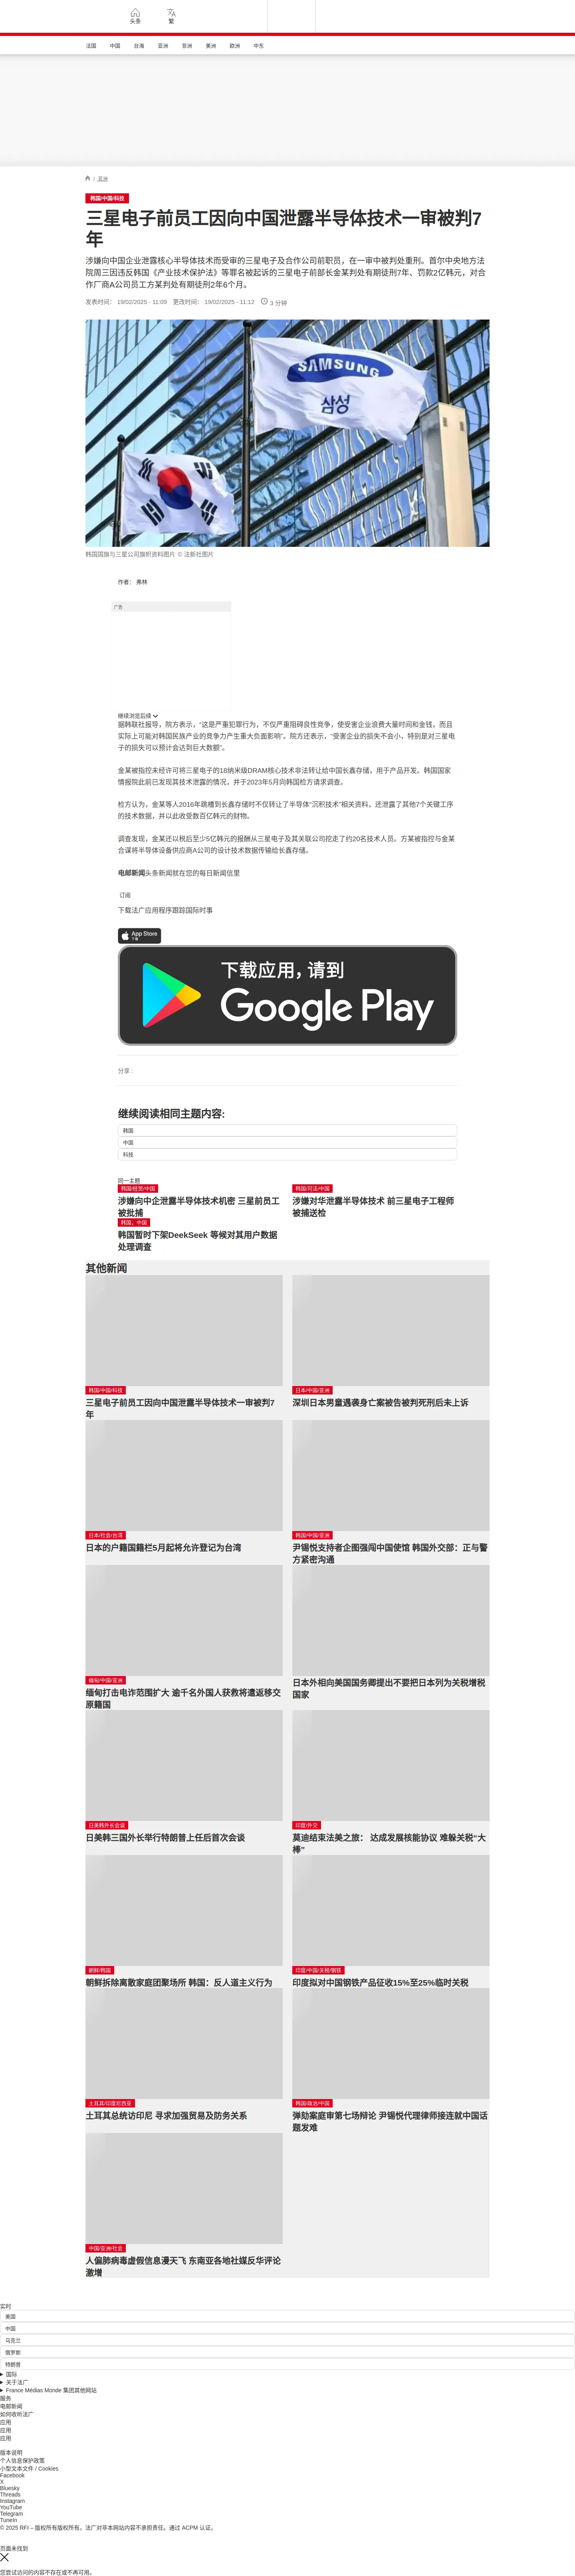 头条
繁
法国 中国 台海 亚洲 非洲 美洲 欧洲 中东
/ 亚洲
韩国/中国/科技
三星电子前员工因向中国泄露半导体技术一审被判7
年
涉嫌向中国企业泄露核心半导体技术而受审的三星电子及合作公司前职员，在一审中被判处重刑。首尔中央地方法
院周三因违反韩国《产业技术保护法》等罪名被起诉的三星电子前部长金某判处有期徒刑7年、罚款2亿韩元，对合
作厂商A公司员工方某判处有期徒刑2年6个月。
发表时间： 19/02/2025 - 11:09 更改时间： 19/02/2025 - 11:12 3 分钟
SAMSUNG
삼성
韩国国旗与三星公司旗帜资料图片 © 法新社图片
作者： 弗林
广告
继续浏览后续
据韩联社报导，院方表示，“这是严重犯罪行为，不仅严重阻碍良性竞争，使受害企业浪费大量时间和金钱，而且
实际上可能对韩国民族产业的竞争力产生重大负面影响”。院方还表示，“受害企业的损失不会小，特别是对三星电
子的损失可以预计会达到巨大数额”。
金某被指控未经许可将三星电子的18纳米级DRAM核心技术非法转让给中国长鑫存储，用于产品开发。韩国国家
情报院此前已发现其技术泄露的情况，并于2023年5月向韩国检方请求调查。
检方认为，金某等人2016年跳槽到长鑫存储时不仅转让了半导体“沉积技术”相关资料，还泄露了其他7个关键工序
的技术数据，并以此收受数百亿韩元的财物。
调查发现，金某还以税后至少5亿韩元的报酬从三星电子及其关联公司挖走了约20名技术人员。方某被指控与金某
合谋将半导体设备供应商A公司的设计技术数据传输给长鑫存储。
电邮新闻头条新闻就在您的每日新闻信里
订阅
下载法广应用程序跟踪国际时事
App Store
下载
下载应用，请到
Google Play
分享 :
继续阅读相同主题内容:
韩国
中国
科技
同一主题
韩国/经贸/中国
涉嫌向中企泄露半导体技术机密 三星前员工
被批捕
韩国/司法/中国
涉嫌对华泄露半导体技术 前三星电子工程师
被捕送检
韩国，中国
韩国暂时下架DeekSeek 等候对其用户数据
处理调查
其他新闻
韩国/中国/科技
三星电子前员工因向中国泄露半导体技术一审被判7
年
日本/中国/亚洲
深圳日本男童遇袭身亡案被告被判死刑后未上诉
日本/社会/台湾
日本的户籍国籍栏5月起将允许登记为台湾
韩国/中国/亚洲
尹锡悦支持者企图强闯中国使馆 韩国外交部：正与警
方紧密沟通
缅甸/中国/亚洲
缅甸打击电诈范围扩大 逾千名外国人获救将遣返移交
原籍国
日本外相向美国国务卿提出不要把日本列为关税增税
国家
日美韩外长会谈
日美韩三国外长举行特朗普上任后首次会谈
印度/外交
莫迪结束法美之旅： 达成发展核能协议 难躲关税“大
棒”
朝鲜/韩国
朝鲜拆除离散家庭团聚场所 韩国：反人道主义行为
印度/中国/关税/钢铁
印度拟对中国钢铁产品征收15%至25%临时关税
土耳其/印度尼西亚
土耳其总统访印尼 寻求加强贸易及防务关系
韩国/政治/中国
弹劾案庭审第七场辩论 尹锡悦代理律师接连就中国话
题发难
中国/亚洲/社会
人偏肺病毒虚假信息漫天飞 东南亚各地社媒反华评论
激增
实时
美国
中国
乌克兰
俄罗斯
特朗普
国际
关于法广
France Médias Monde 集团其他网站
服务
电邮新闻
如何收听法广
应用
应用
应用
版本说明
个人信息保护政策
小型文本文件 / Cookies
Facebook
X
Bluesky
Threads
Instagram
YouTube
Telegram
TuneIn
© 2025 RFI – 版权所有版权所有。法广对非本网站内容不承担责任。通过 ACPM 认证。
页面未找到
您尝试访问的内容不存在或不再可用。